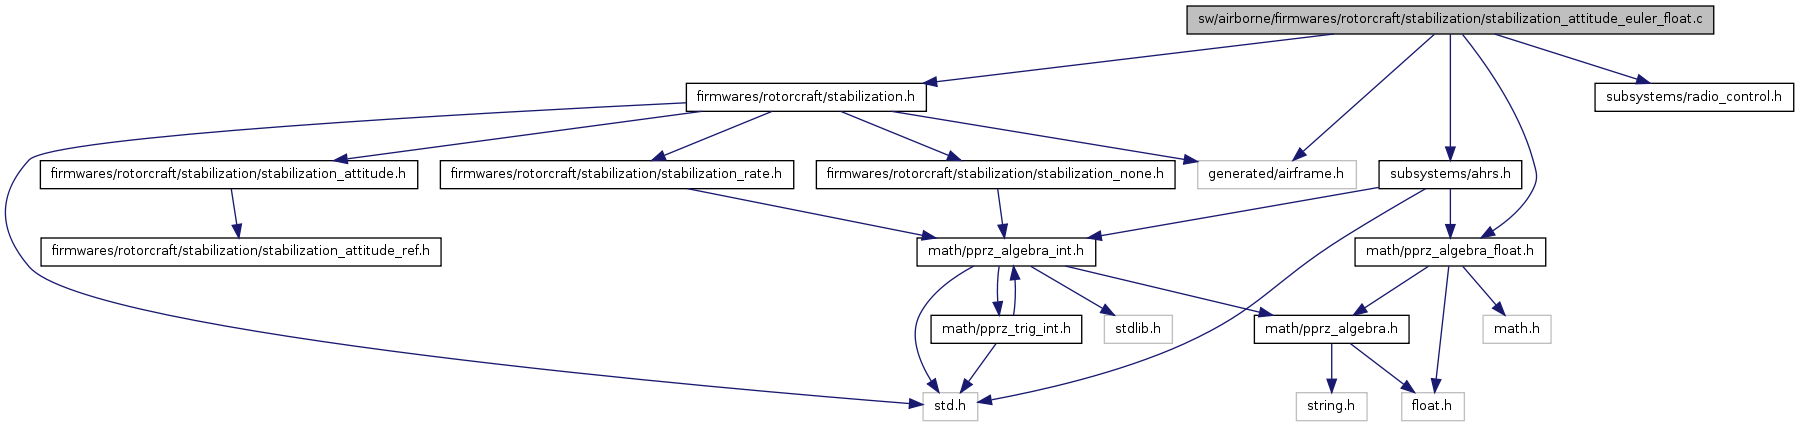 sw/airborne/firmwares/rotorcraft/stabilization/stabilization_attitude_euler_float.c
firmwares/rotorcraft/stabilization.h
subsystems/radio_control.h
firmwares/rotorcraft/stabilization/stabilization_attitude.h
firmwares/rotorcraft/stabilization/stabilization_rate.h
firmwares/rotorcraft/stabilization/stabilization_none.h
generated/airframe.h
subsystems/ahrs.h
firmwares/rotorcraft/stabilization/stabilization_attitude_ref.h
math/pprz_algebra_int.h
math/pprz_algebra_float.h
math/pprz_trig_int.h
stdlib.h
math/pprz_algebra.h
math.h
std.h
string.h
float.h